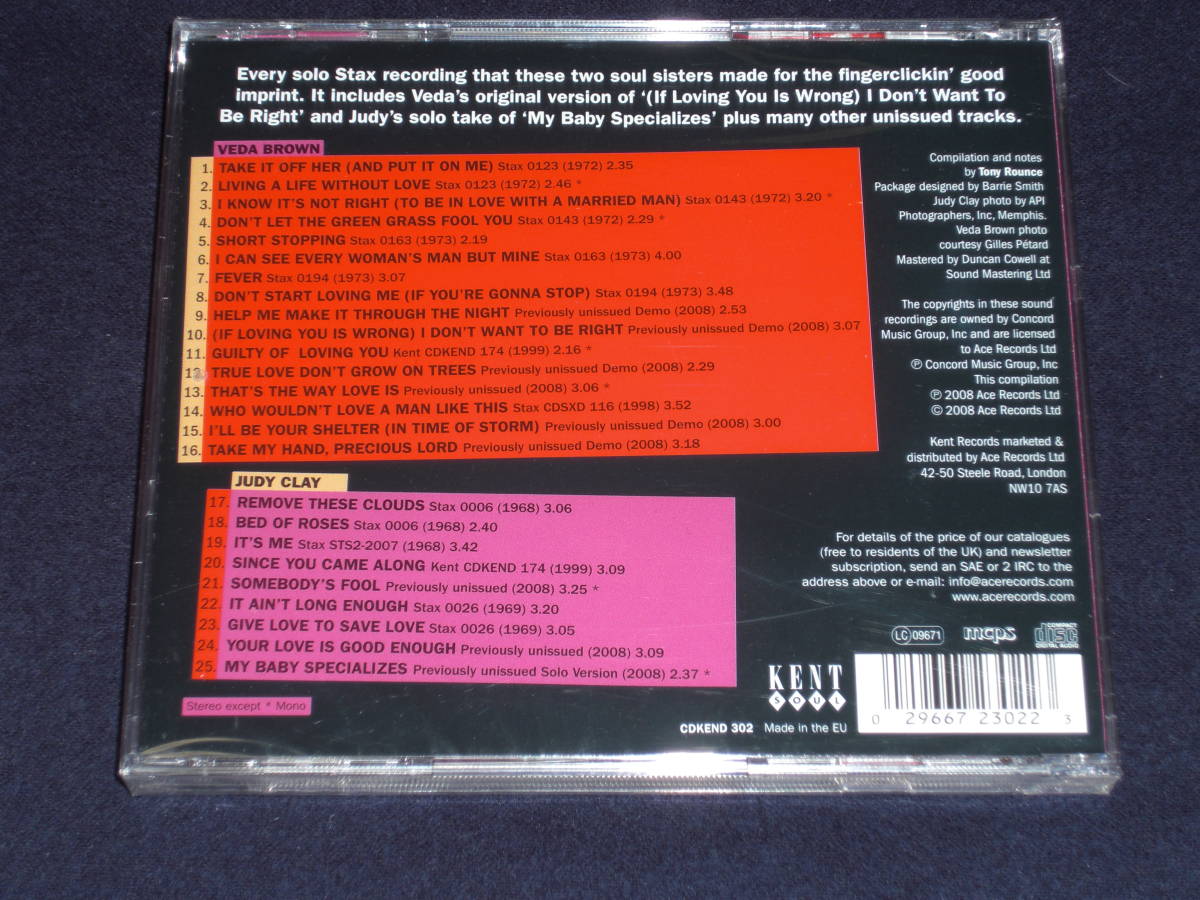 Every solo Stax recording that these two soul sisters made for the fingerclickin' good
imprint. It includes Veda's original version of '(If Loving You Is Wrong) I Don't Want To
Be Right' and Judy's solo take of 'My Baby Specializes' plus many other unissued tracks.
VEDA BROWN
1. TAKE IT OFF HER (AND PUT IT ON ME) Stax 0123 (1972) 2.35
2. LIVING A LIFE WITHOUT LOVE Stax 0123 (1972) 2.46 *
3. I KNOW IT'S NOT RIGHT (TO BE IN LOVE WITH A MARRIED MAN) Stax 0143 (1972) 3.20 *
4. DON'T LET THE GREEN GRASS FOOL YOU Stax 0143 (1972) 2.29 *
5. SHORT STOPPING Stax 0163 (1973) 2.19
6. I CAN SEE EVERY WOMAN'S MAN BUT MINE Stax 0163 (1973) 4.00
7. FEVER Stax 0194 (1973) 3.07
8. DON'T START LOVING ME (IF YOU'RE GONNA STOP) Stax 0194 (1973) 3.48
9. HELP ME MAKE IT THROUGH THE NIGHT Previously unissued Demo (2008) 2.53
10. (IF LOVING YOU IS WRONG) I DON'T WANT TO BE RIGHT Previously unissued Demo (2008) 3.07
11. GUILTY OF LOVING YOU Kent CDKEND 174 (1999) 2.16 *
12. TRUE LOVE DON'T GROW ON TREES Previously unissued Demo (2008) 2.29
13. THAT'S THE WAY LOVE IS Previously unissued (2008) 3.06 *
14. WHO WOULDN'T LOVE A MAN LIKE THIS Stax CDSXD 116 (1998) 3.52
15. I'LL BE YOUR SHELTER (IN TIME OF STORM) Previously unissued Demo (2008) 3.00
16. TAKE MY HAND, PRECIOUS LORD Previously unissued Demo (2008) 3.18
JUDY CLAY
17. REMOVE THESE CLOUDS Stax 0006 (1968) 3.06
18. BED OF ROSES Stax 0006 (1968) 2.40
19. IT'S ME Stax STS2-2007 (1968) 3.42
20. SINCE YOU CAME ALONG Kent CDKEND 174 (1999) 3.09
21. SOMEBODY'S FOOL Previously unissued (2008) 3.25 *
22. IT AIN'T LONG ENOUGH Stax 0026 (1969) 3.20
23. GIVE LOVE TO SAVE LOVE Stax 0026 (1969) 3.05
24. YOUR LOVE IS GOOD ENOUGH Previously unissued (2008) 3.09
25. MY BABY SPECIALIZES Previously unissued Solo Version (2008) 2.37 *
Stereo except * Mono
Compilation and notes
by Tony Rounce
Package designed by Barrie Smith
Judy Clay photo by API
Photographers, Inc, Memphis.
Veda Brown photo
courtesy Gilles Pétard
Mastered by Duncan Cowell at
Sound Mastering Ltd
The copyrights in these sound
recordings are owned by Concord
Music Group, Inc and are licensed
to Ace Records Ltd
℗ Concord Music Group, Inc
This compilation
℗ 2008 Ace Records Ltd
© 2008 Ace Records Ltd
Kent Records marketed &
distributed by Ace Records Ltd
42-50 Steele Road, London
NW10 7AS
For details of the price of our catalogues
(free to residents of the UK) and newsletter
subscription, send an SAE or 2 IRC to the
address above or e-mail: info@acerecords.com
www.acerecords.com
LC 09671 mcps COMPACT disc DIGITAL AUDIO
KENT
SOUL
CDKEND 302 Made in the EU
0 29667 23022 3